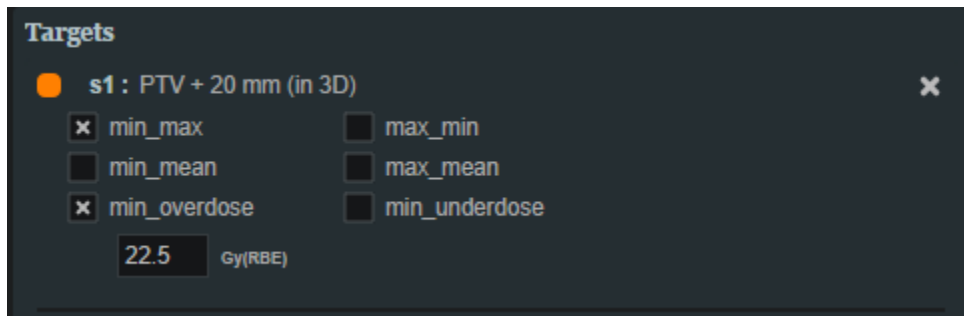 Targets
s1 : PTV + 20 mm (in 3D)
min_max max_min
min_mean max_mean
min_overdose min_underdose
22.5 Gy(RBE)